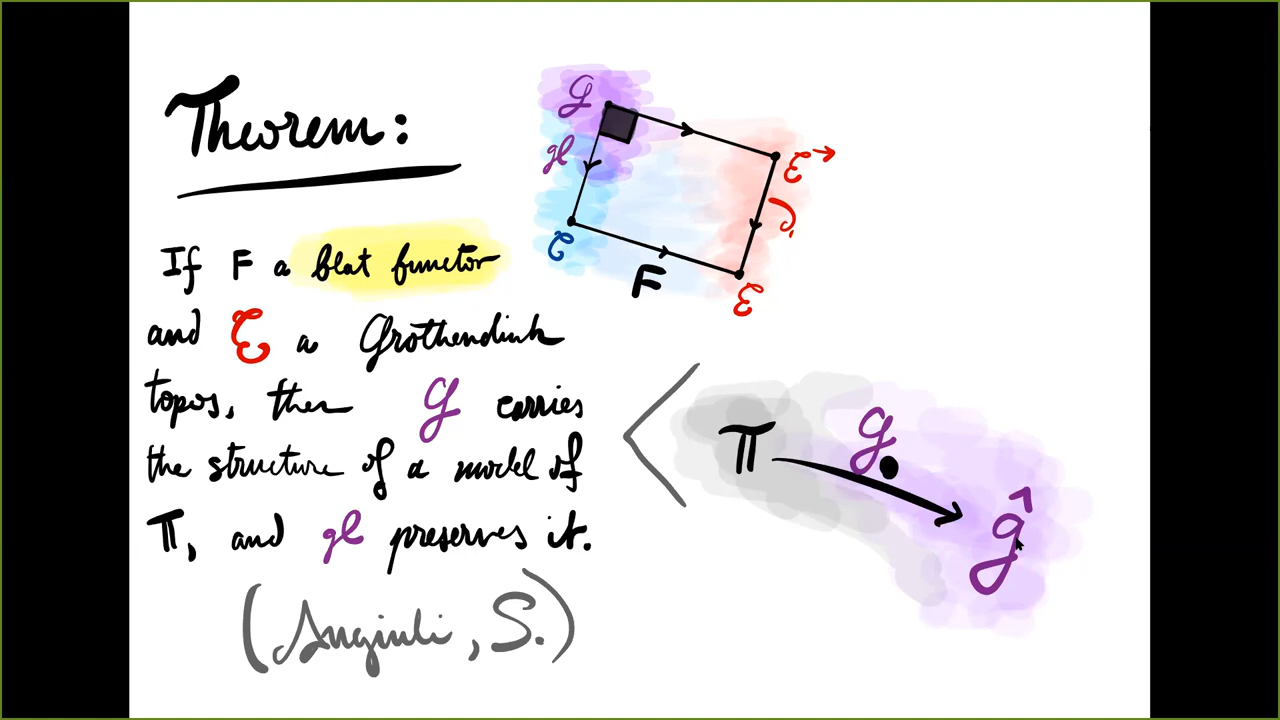 Theorem:
If F a flat functor
and ℰ a Grothendieck
topos, then 𝒢 carries
the structure of a model of
𝕋, and gl preserves it.
(Angiuli, S.)
𝒢
gl
𝒞
F
ℰ→
ℰ
𝕋
𝒢•
𝒢^